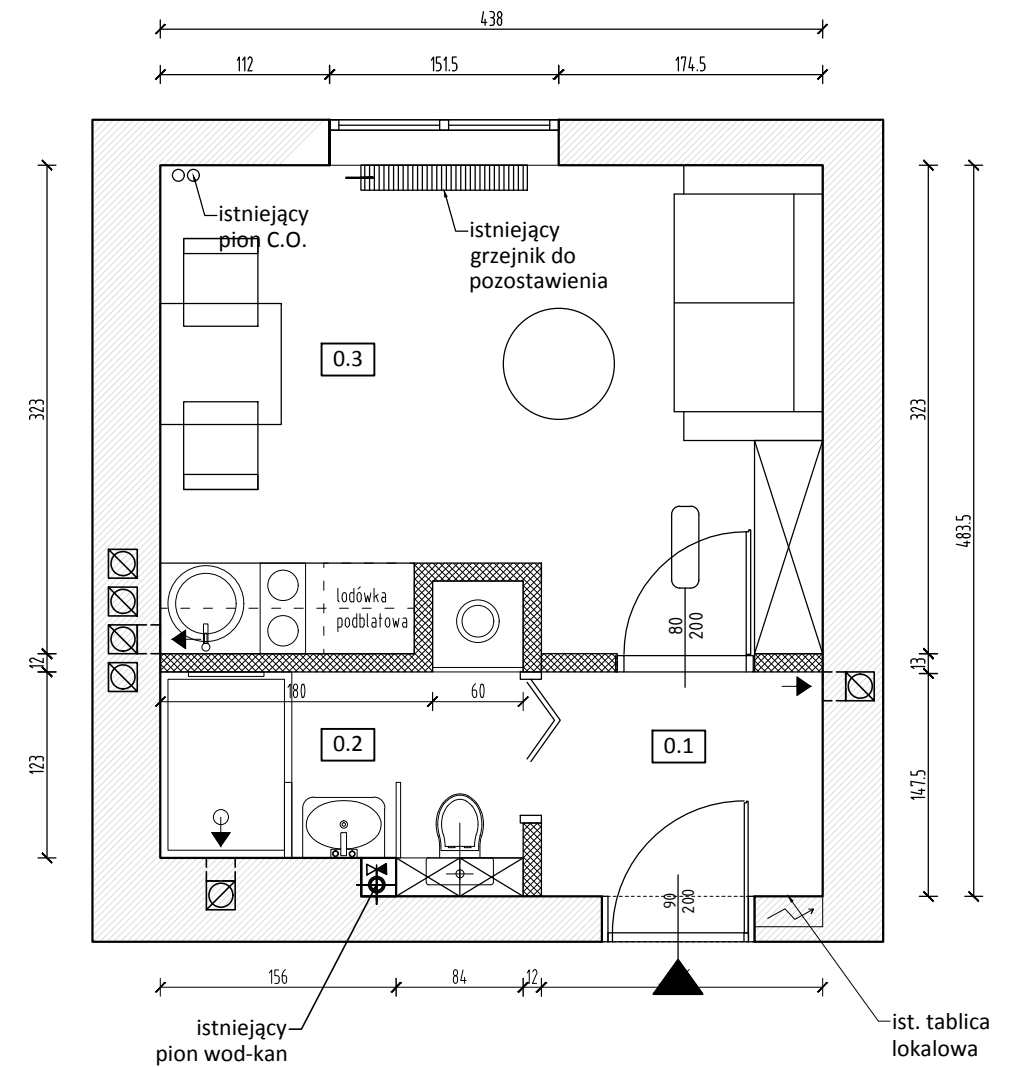 438
112
151.5
174.5
istniejący
pion C.O.
istniejący
grzejnik do
pozostawienia
0.3
323
323
483.5
lodówka
podblatowa
80
200
12
13
180
60
0.2
0.1
123
147.5
90
200
156
84
12
istniejący
pion wod-kan
ist. tablica
lokalowa